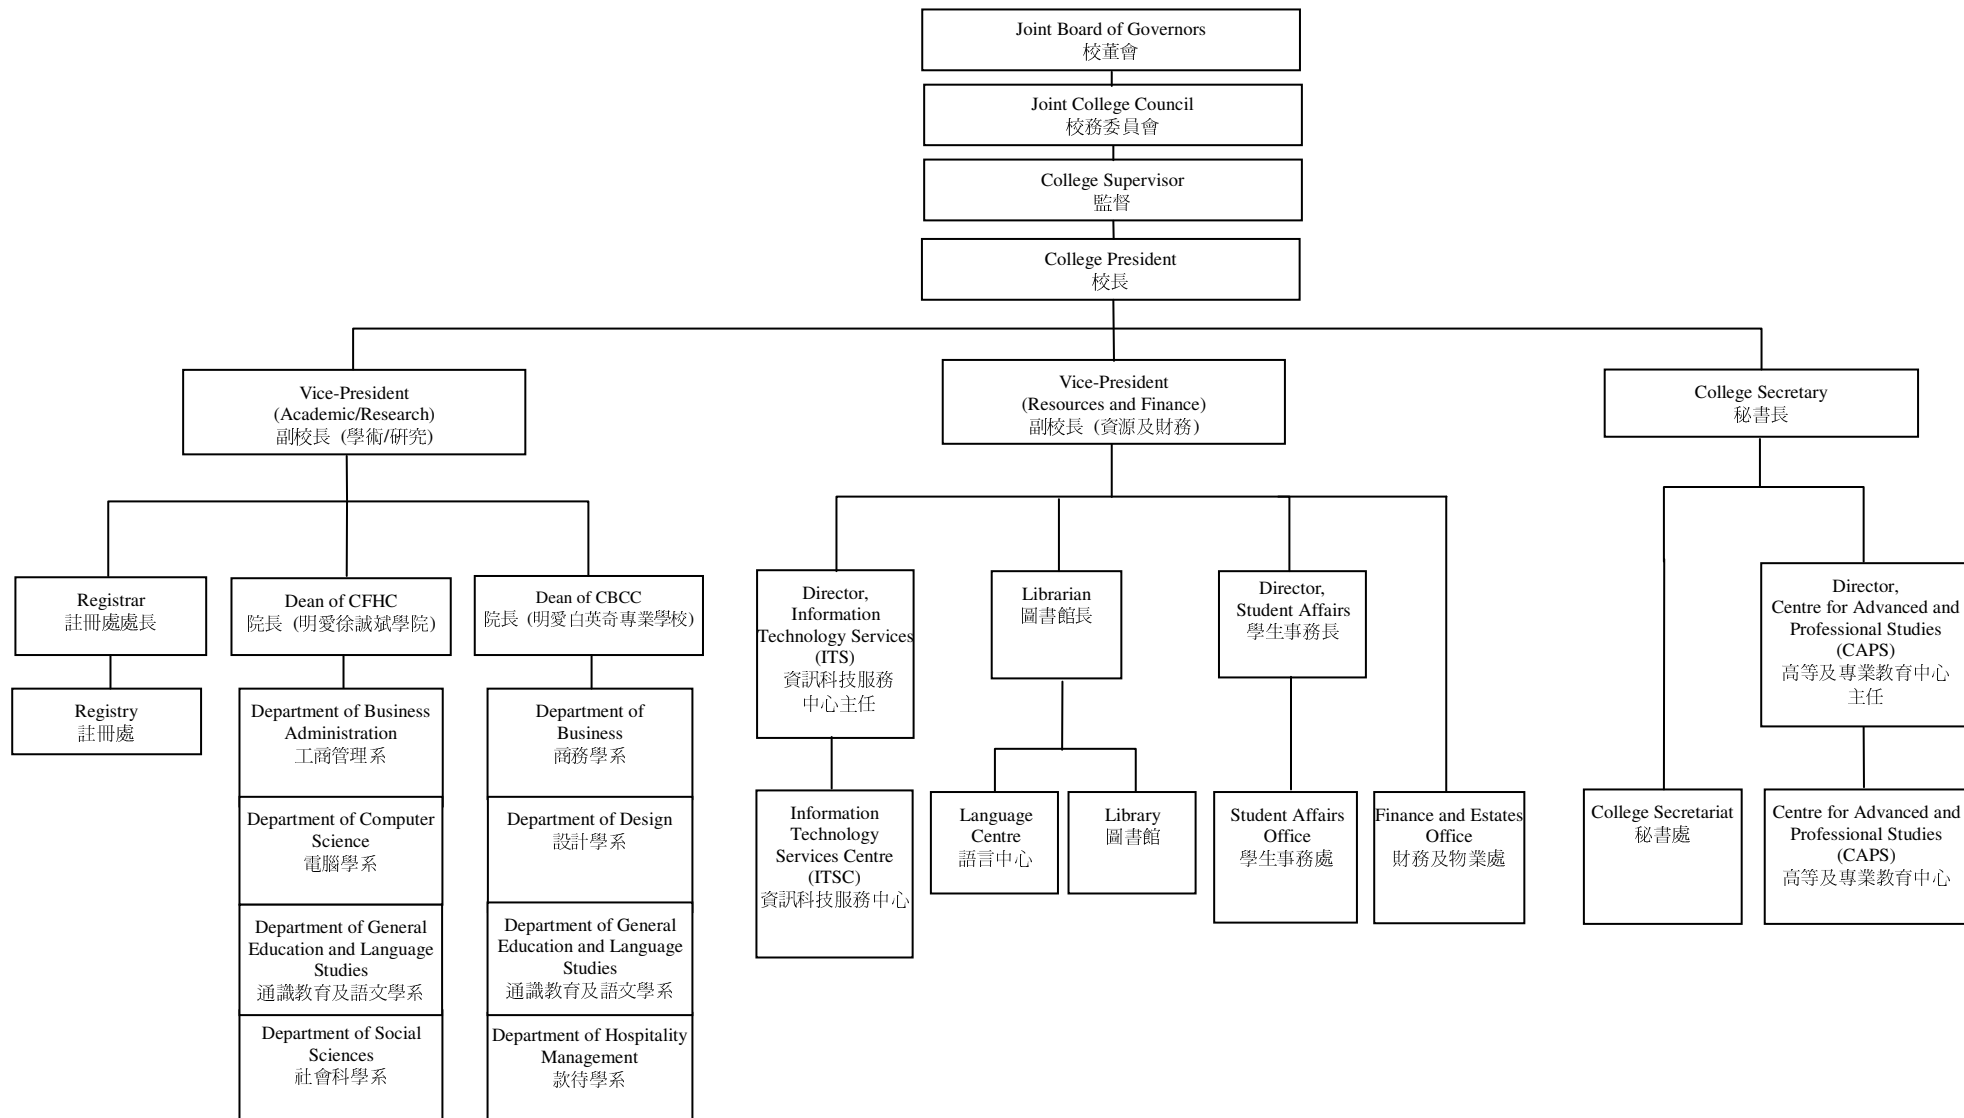 Joint Board of Governors
校董會
Joint College Council
校務委員會
College Supervisor
監督
College President
校長
Vice-President
(Academic/Research)
副校長 (學術/研究)
Vice-President
(Resources and Finance)
副校長 (資源及財務)
College Secretary
秘書長
Registrar
註冊處處長
Dean of CFHC
院長 (明愛徐誠斌學院)
Dean of CBCC
院長 (明愛白英奇專業學校)
Director,
Information
Technology Services
(ITS)
資訊科技服務
中心主任
Librarian
圖書館長
Director,
Student Affairs
學生事務長
Director,
Centre for Advanced and
Professional Studies
(CAPS)
高等及專業教育中心
主任
Registry
註冊處
Department of Business
Administration
工商管理系
Department of Computer
Science
電腦學系
Department of General
Education and Language
Studies
通識教育及語文學系
Department of Social
Sciences
社會科學系
Department of
Business
商務學系
Department of Design
設計學系
Department of General
Education and Language
Studies
通識教育及語文學系
Department of Hospitality
Management
款待學系
Information
Technology
Services Centre
(ITSC)
資訊科技服務中心
Language
Centre
語言中心
Library
圖書館
Student Affairs
Office
學生事務處
Finance and Estates
Office
財務及物業處
College Secretariat
秘書處
Centre for Advanced and
Professional Studies
(CAPS)
高等及專業教育中心